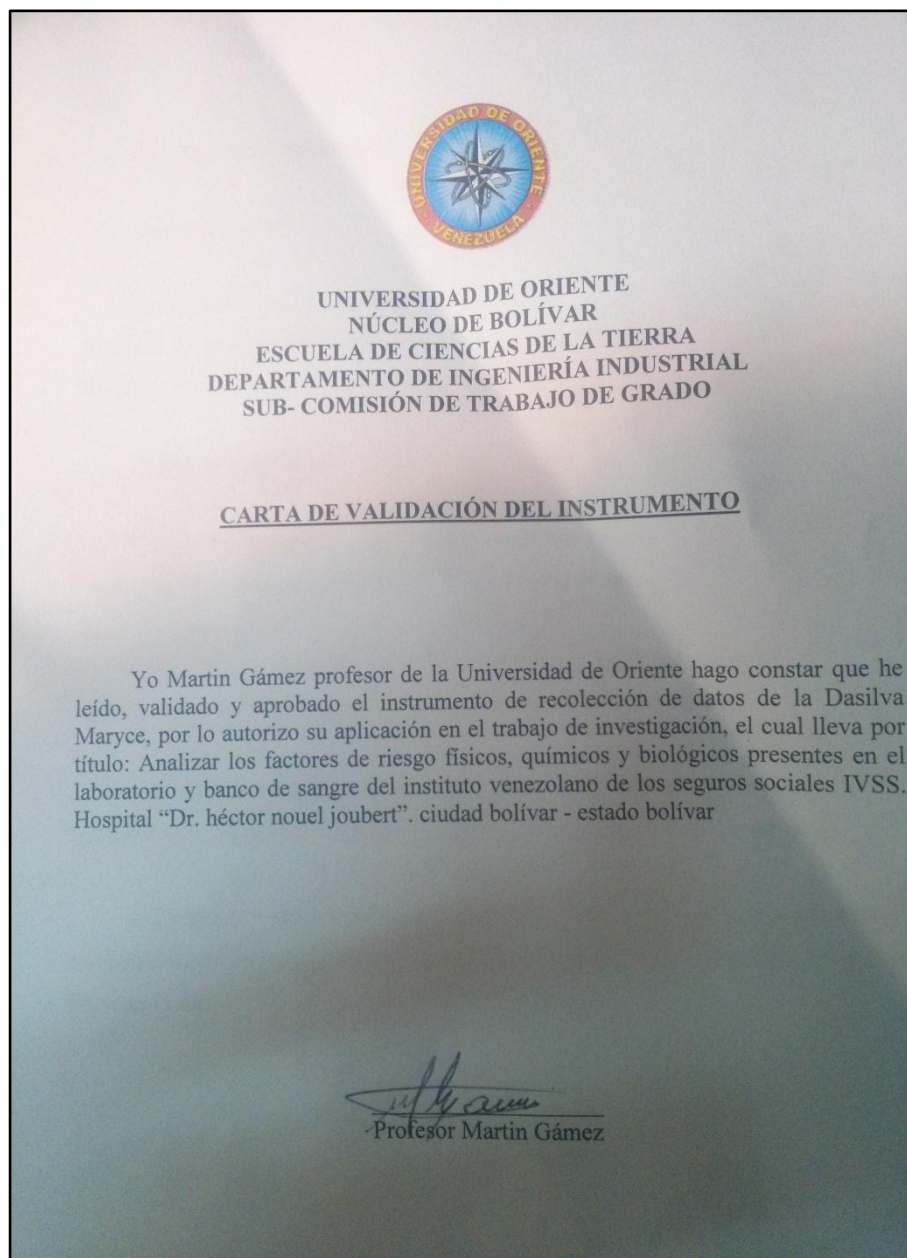 UNIVERSIDAD DE ORIENTE
VENEZUELA
UNIVERSIDAD DE ORIENTE
NÚCLEO DE BOLÍVAR
ESCUELA DE CIENCIAS DE LA TIERRA
DEPARTAMENTO DE INGENIERÍA INDUSTRIAL
SUB- COMISIÓN DE TRABAJO DE GRADO
CARTA DE VALIDACIÓN DEL INSTRUMENTO
Yo Martin Gámez profesor de la Universidad de Oriente hago constar que he
leído, validado y aprobado el instrumento de recolección de datos de la Dasilva
Maryce, por lo autorizo su aplicación en el trabajo de investigación, el cual lleva por
título: Analizar los factores de riesgo físicos, químicos y biológicos presentes en el
laboratorio y banco de sangre del instituto venezolano de los seguros sociales IVSS.
Hospital “Dr. héctor nouel joubert”. ciudad bolívar - estado bolívar
Profesor Martin Gámez